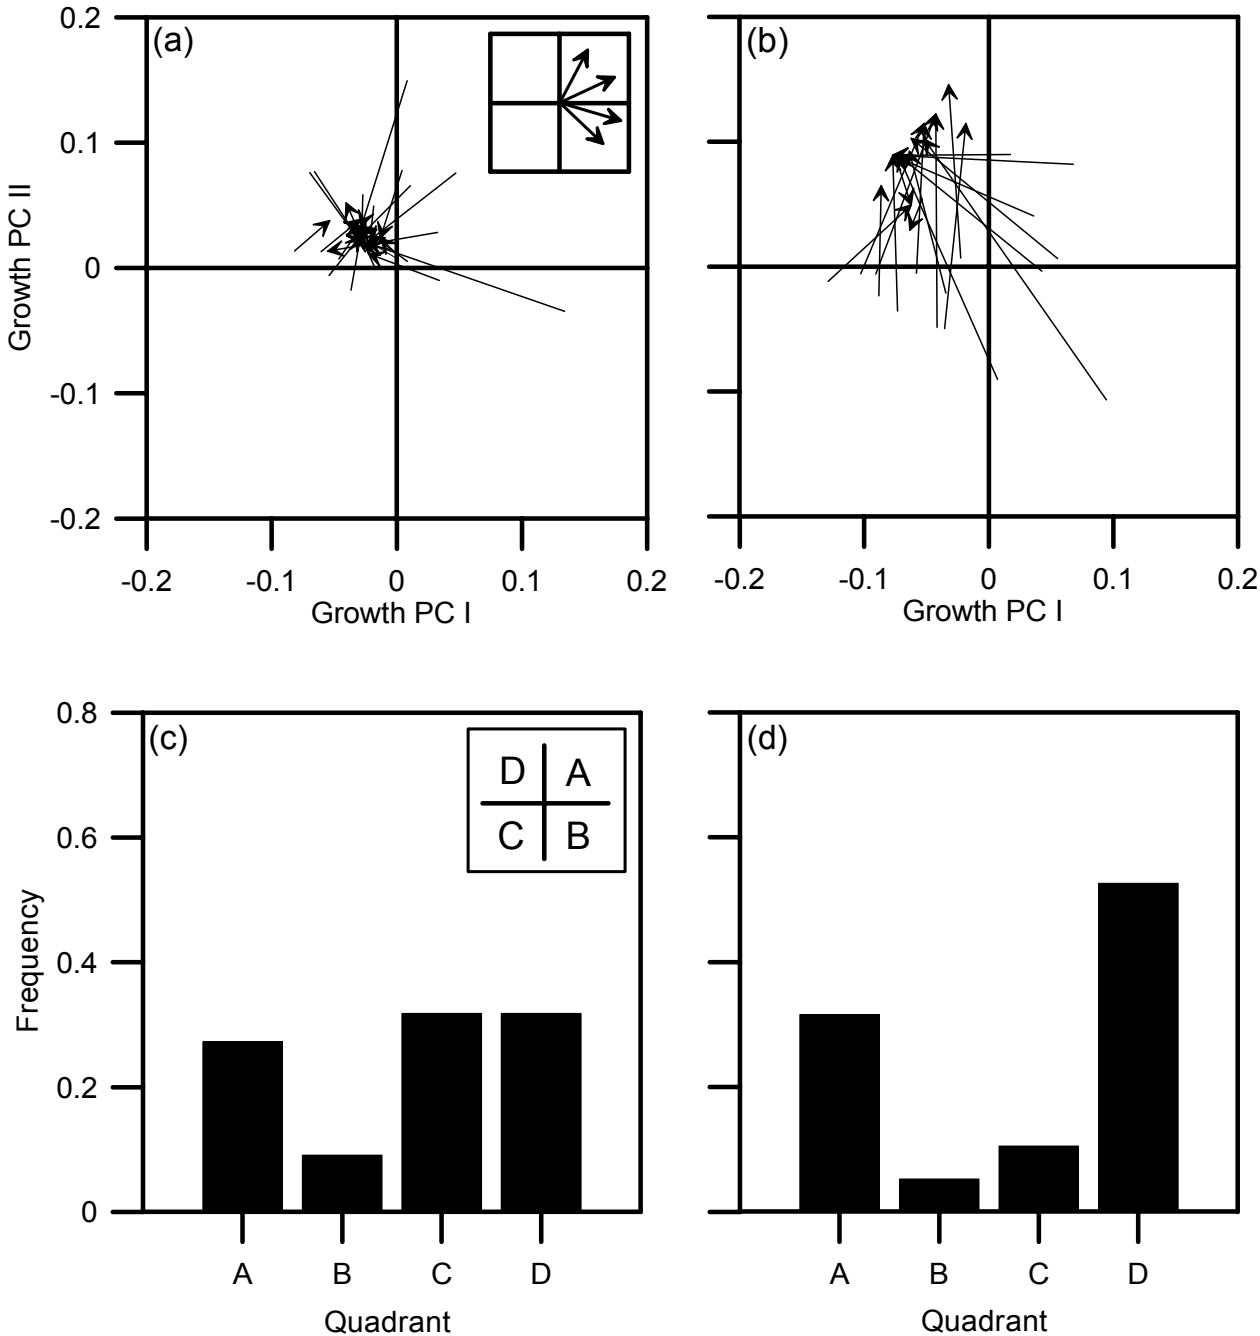 (a)
(b)
0.2
0.1
0
-0.1
-0.2
Growth PC II
-0.2 -0.1 0 0.1 0.2
Growth PC I
-0.2 -0.1 0 0.1 0.2
Growth PC I
(c)
D A
C B
(d)
0.8
0.6
0.4
0.2
0
Frequency
A B C D
Quadrant
A B C D
Quadrant